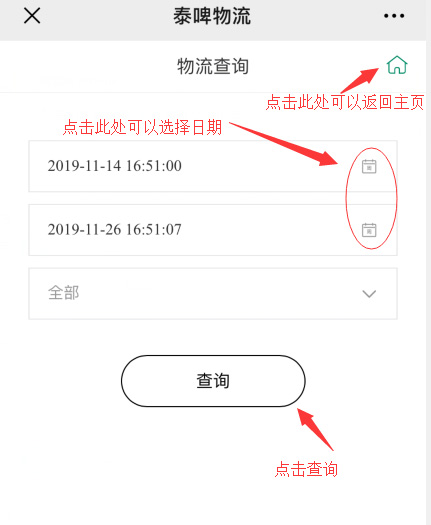 泰啤物流
物流查询
点击此处可以返回主页
点击此处可以选择日期
2019-11-14 16:51:00
2019-11-26 16:51:07
全部
查询
点击查询